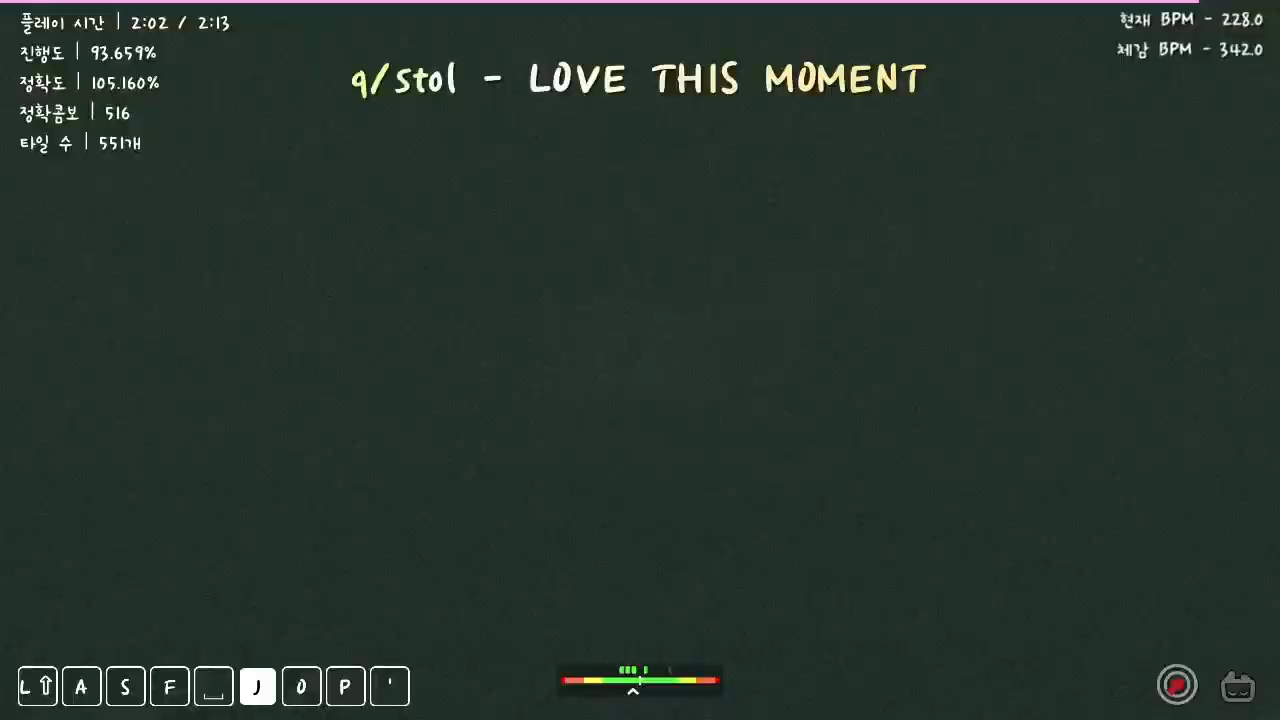 플레이 시간 | 2:02 / 2:13
진행도 | 93.659%
정확도 | 105.160%
정확콤보 | 516
타일 수 | 551개
현재 BPM - 228.0
체감 BPM - 342.0
q/stol - LOVE THIS MOMENT
L⇧ A S F ⎵ J O P '